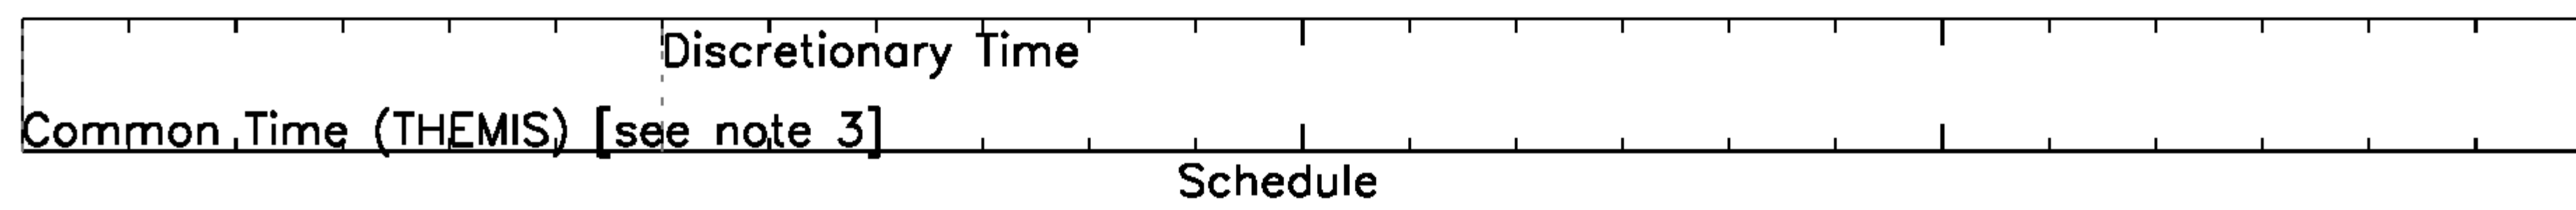 Discretionary Time
Common Time (THEMIS) [see note 3]
Schedule